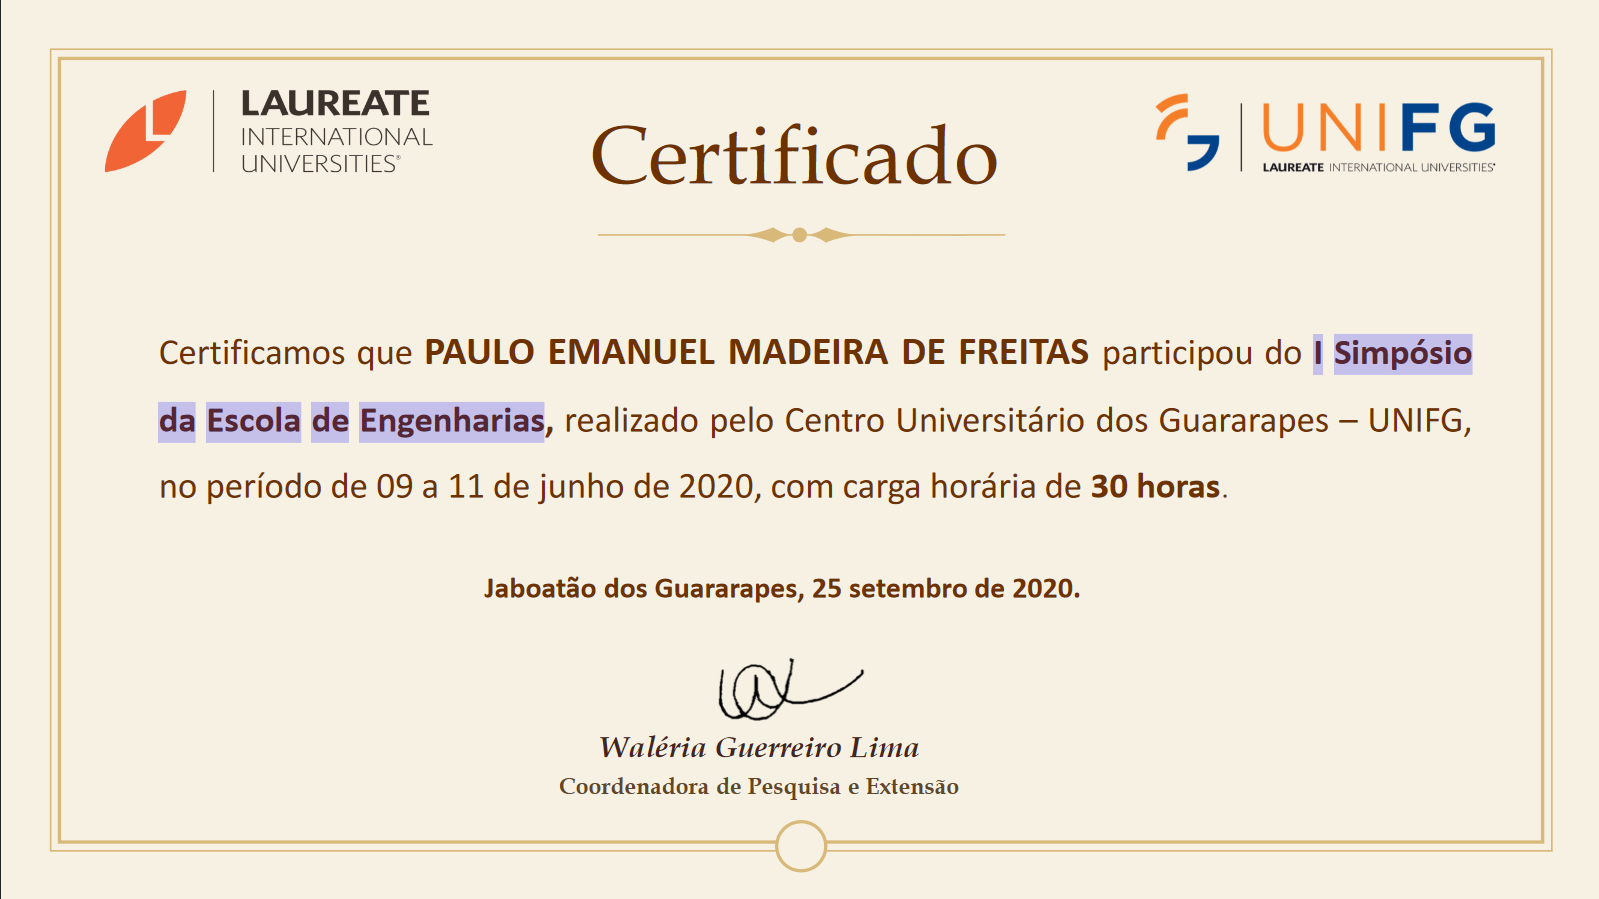 LAUREATE
INTERNATIONAL
UNIVERSITIES®
Certificado
UNIFG
LAUREATE INTERNATIONAL UNIVERSITIES®
Certificamos que PAULO EMANUEL MADEIRA DE FREITAS participou do I Simpósio
da Escola de Engenharias, realizado pelo Centro Universitário dos Guararapes – UNIFG,
no período de 09 a 11 de junho de 2020, com carga horária de 30 horas.
Jaboatão dos Guararapes, 25 setembro de 2020.
Waléria Guerreiro Lima
Coordenadora de Pesquisa e Extensão